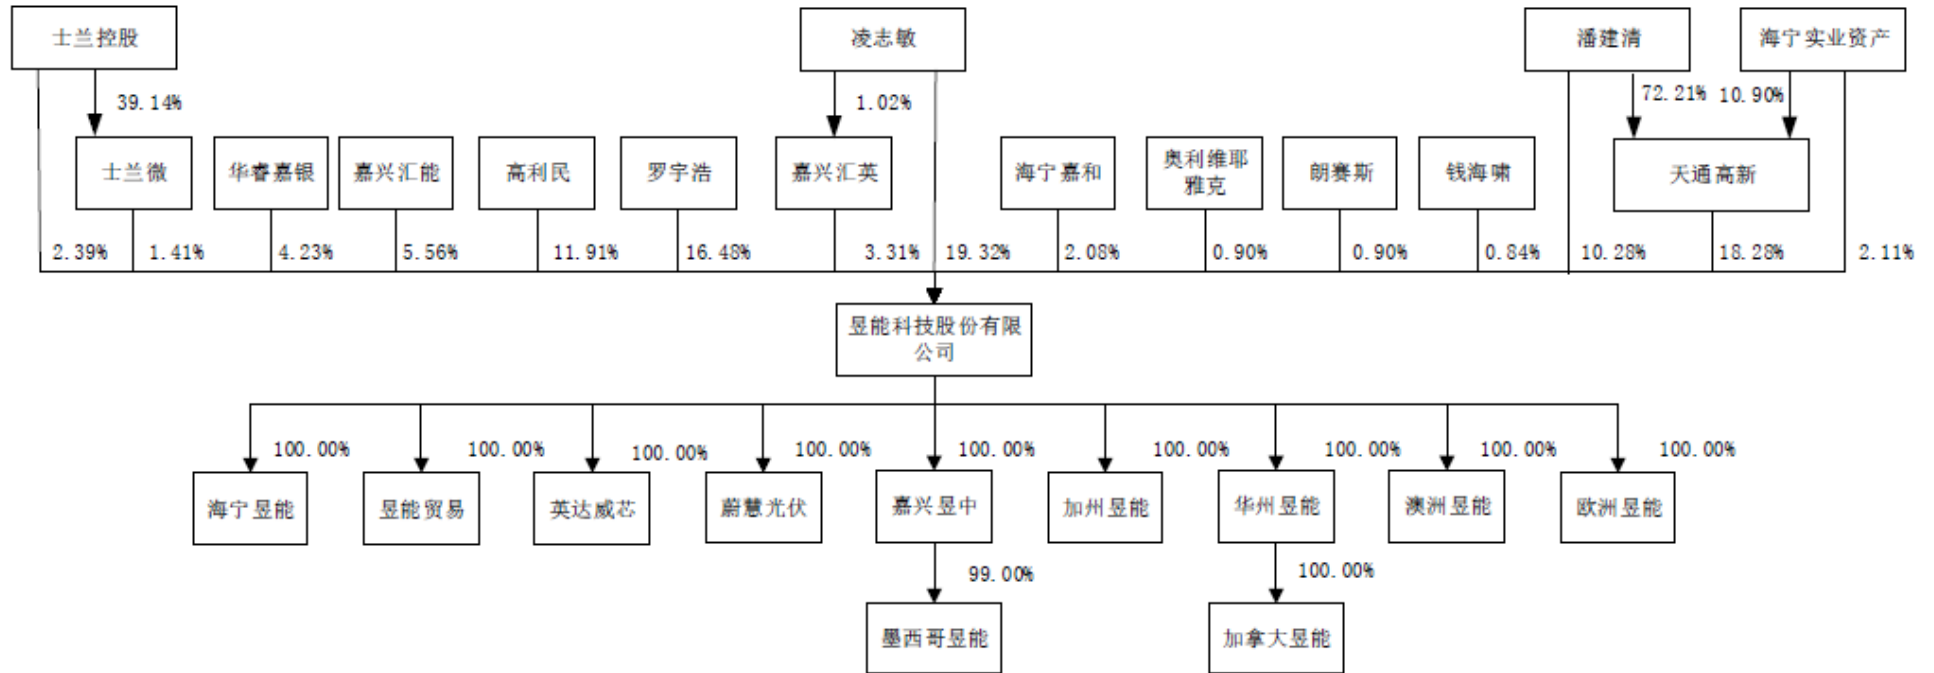 士兰控股
凌志敏
潘建清
海宁实业资产
39.14%
1.02%
72.21%
10.90%
士兰微
华睿嘉银
嘉兴汇能
高利民
罗宇浩
嘉兴汇英
海宁嘉和
奥利维耶
雅克
朗赛斯
钱海啸
天通高新
2.39%
1.41%
4.23%
5.56%
11.91%
16.48%
3.31%
19.32%
2.08%
0.90%
0.90%
0.84%
10.28%
18.28%
2.11%
昱能科技股份有限
公司
100.00%
100.00%
100.00%
100.00%
100.00%
100.00%
100.00%
100.00%
100.00%
海宁昱能
昱能贸易
英达威芯
蔚慧光伏
嘉兴昱中
加州昱能
华州昱能
澳洲昱能
欧洲昱能
99.00%
100.00%
墨西哥昱能
加拿大昱能